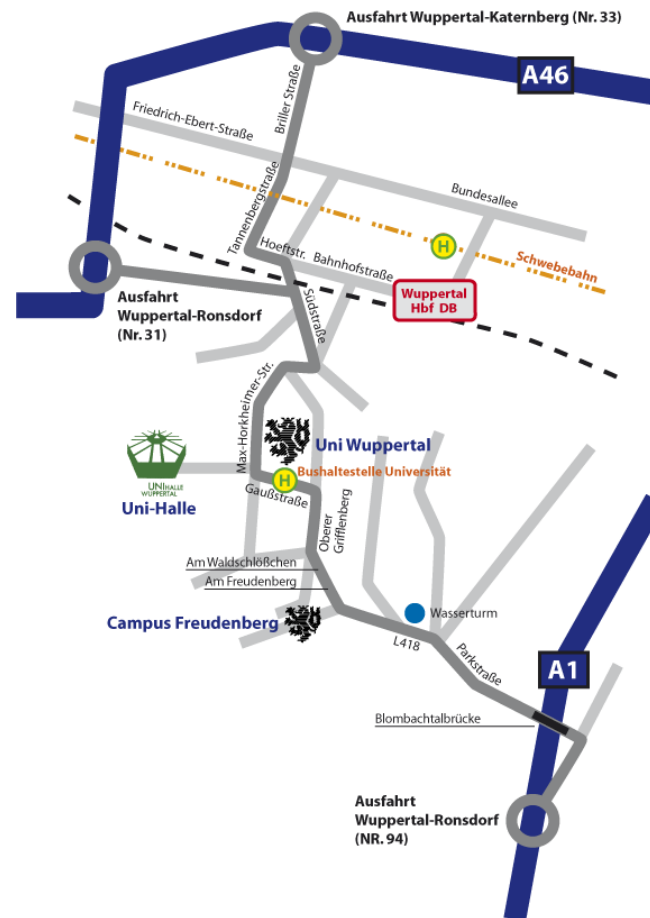 Ausfahrt Wuppertal-Katernberg (Nr. 33)
A46
Briller Straße
Friedrich-Ebert-Straße
Bundesallee
Tannenbergstraße
H
Hoeftstr.
Bahnhofstraße
Schwebebahn
Wuppertal
Hbf DB
Ausfahrt
Wuppertal-Ronsdorf
(Nr. 31)
Südstraße
Max-Horkheimer-Str.
Uni Wuppertal
UNIHALLE
WUPPERTAL
Uni-Halle
H
Bushaltestelle Universität
Gaußstraße
Oberer
Grifflenberg
Am Waldschlößchen
Am Freudenberg
Campus Freudenberg
Wasserturm
L418
Parkstraße
A1
Blombachtalbrücke
Ausfahrt
Wuppertal-Ronsdorf
(NR. 94)